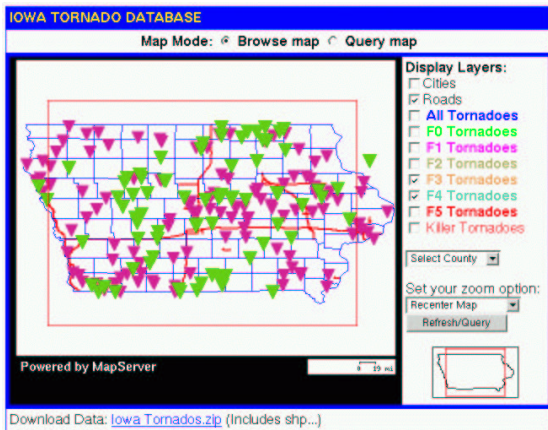 IOWA TORNADO DATABASE
Map Mode: Browse map Query map
Display Layers:
Cities
Roads
All Tornadoes
F0 Tornadoes
F1 Tornadoes
F2 Tornadoes
F3 Tornadoes
F4 Tornadoes
F5 Tornadoes
Killer Tornadoes
Select County
Set your zoom option:
Recenter Map
Refresh/Query
Powered by MapServer
0 19 mi
Download Data: Iowa Tornados.zip (Includes shp...)